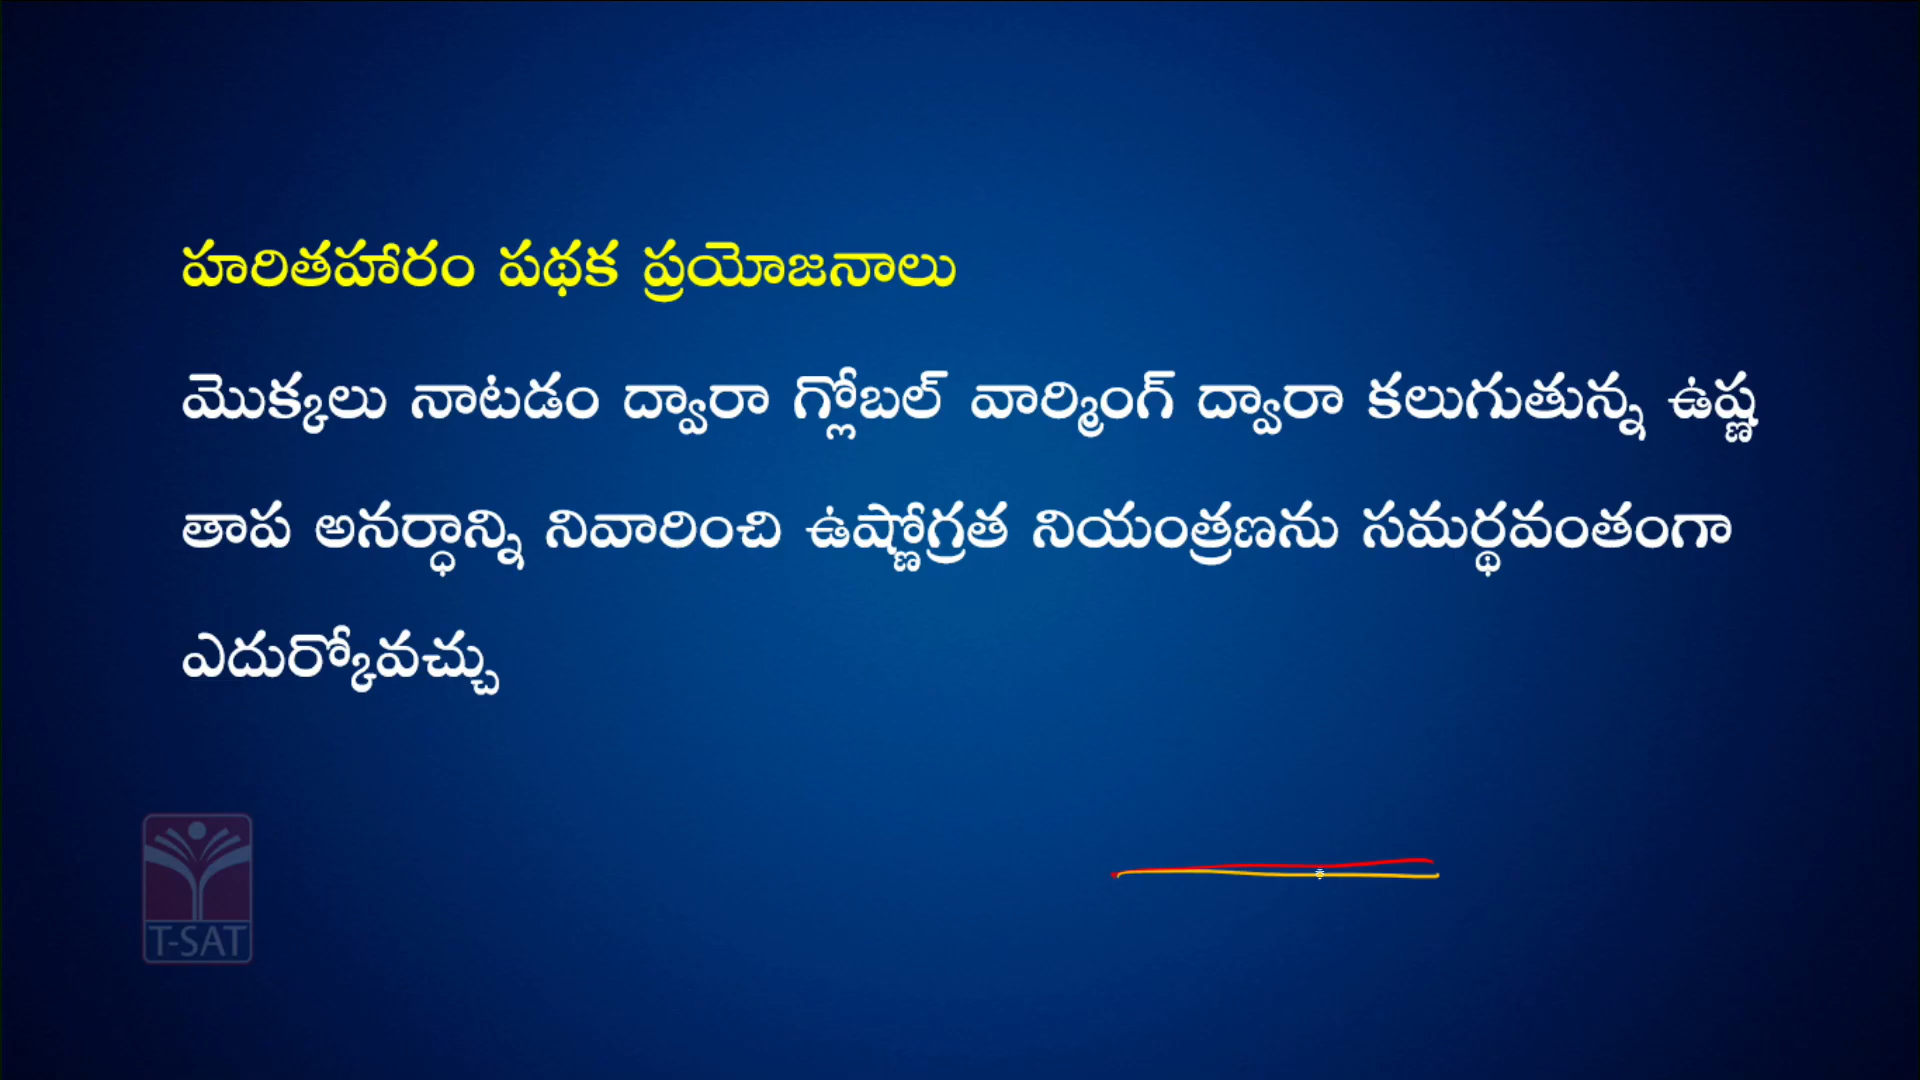 హరితహారం పథక ప్రయోజనాలు
మొక్కలు నాటడం ద్వారా గ్లోబల్ వార్మింగ్ ద్వారా కలుగుతున్న ఉష్ణ
తాప అనర్ధాన్ని నివారించి ఉష్ణోగ్రత నియంత్రణను సమర్థవంతంగా
ఎదుర్కోవచ్చు
T-SAT